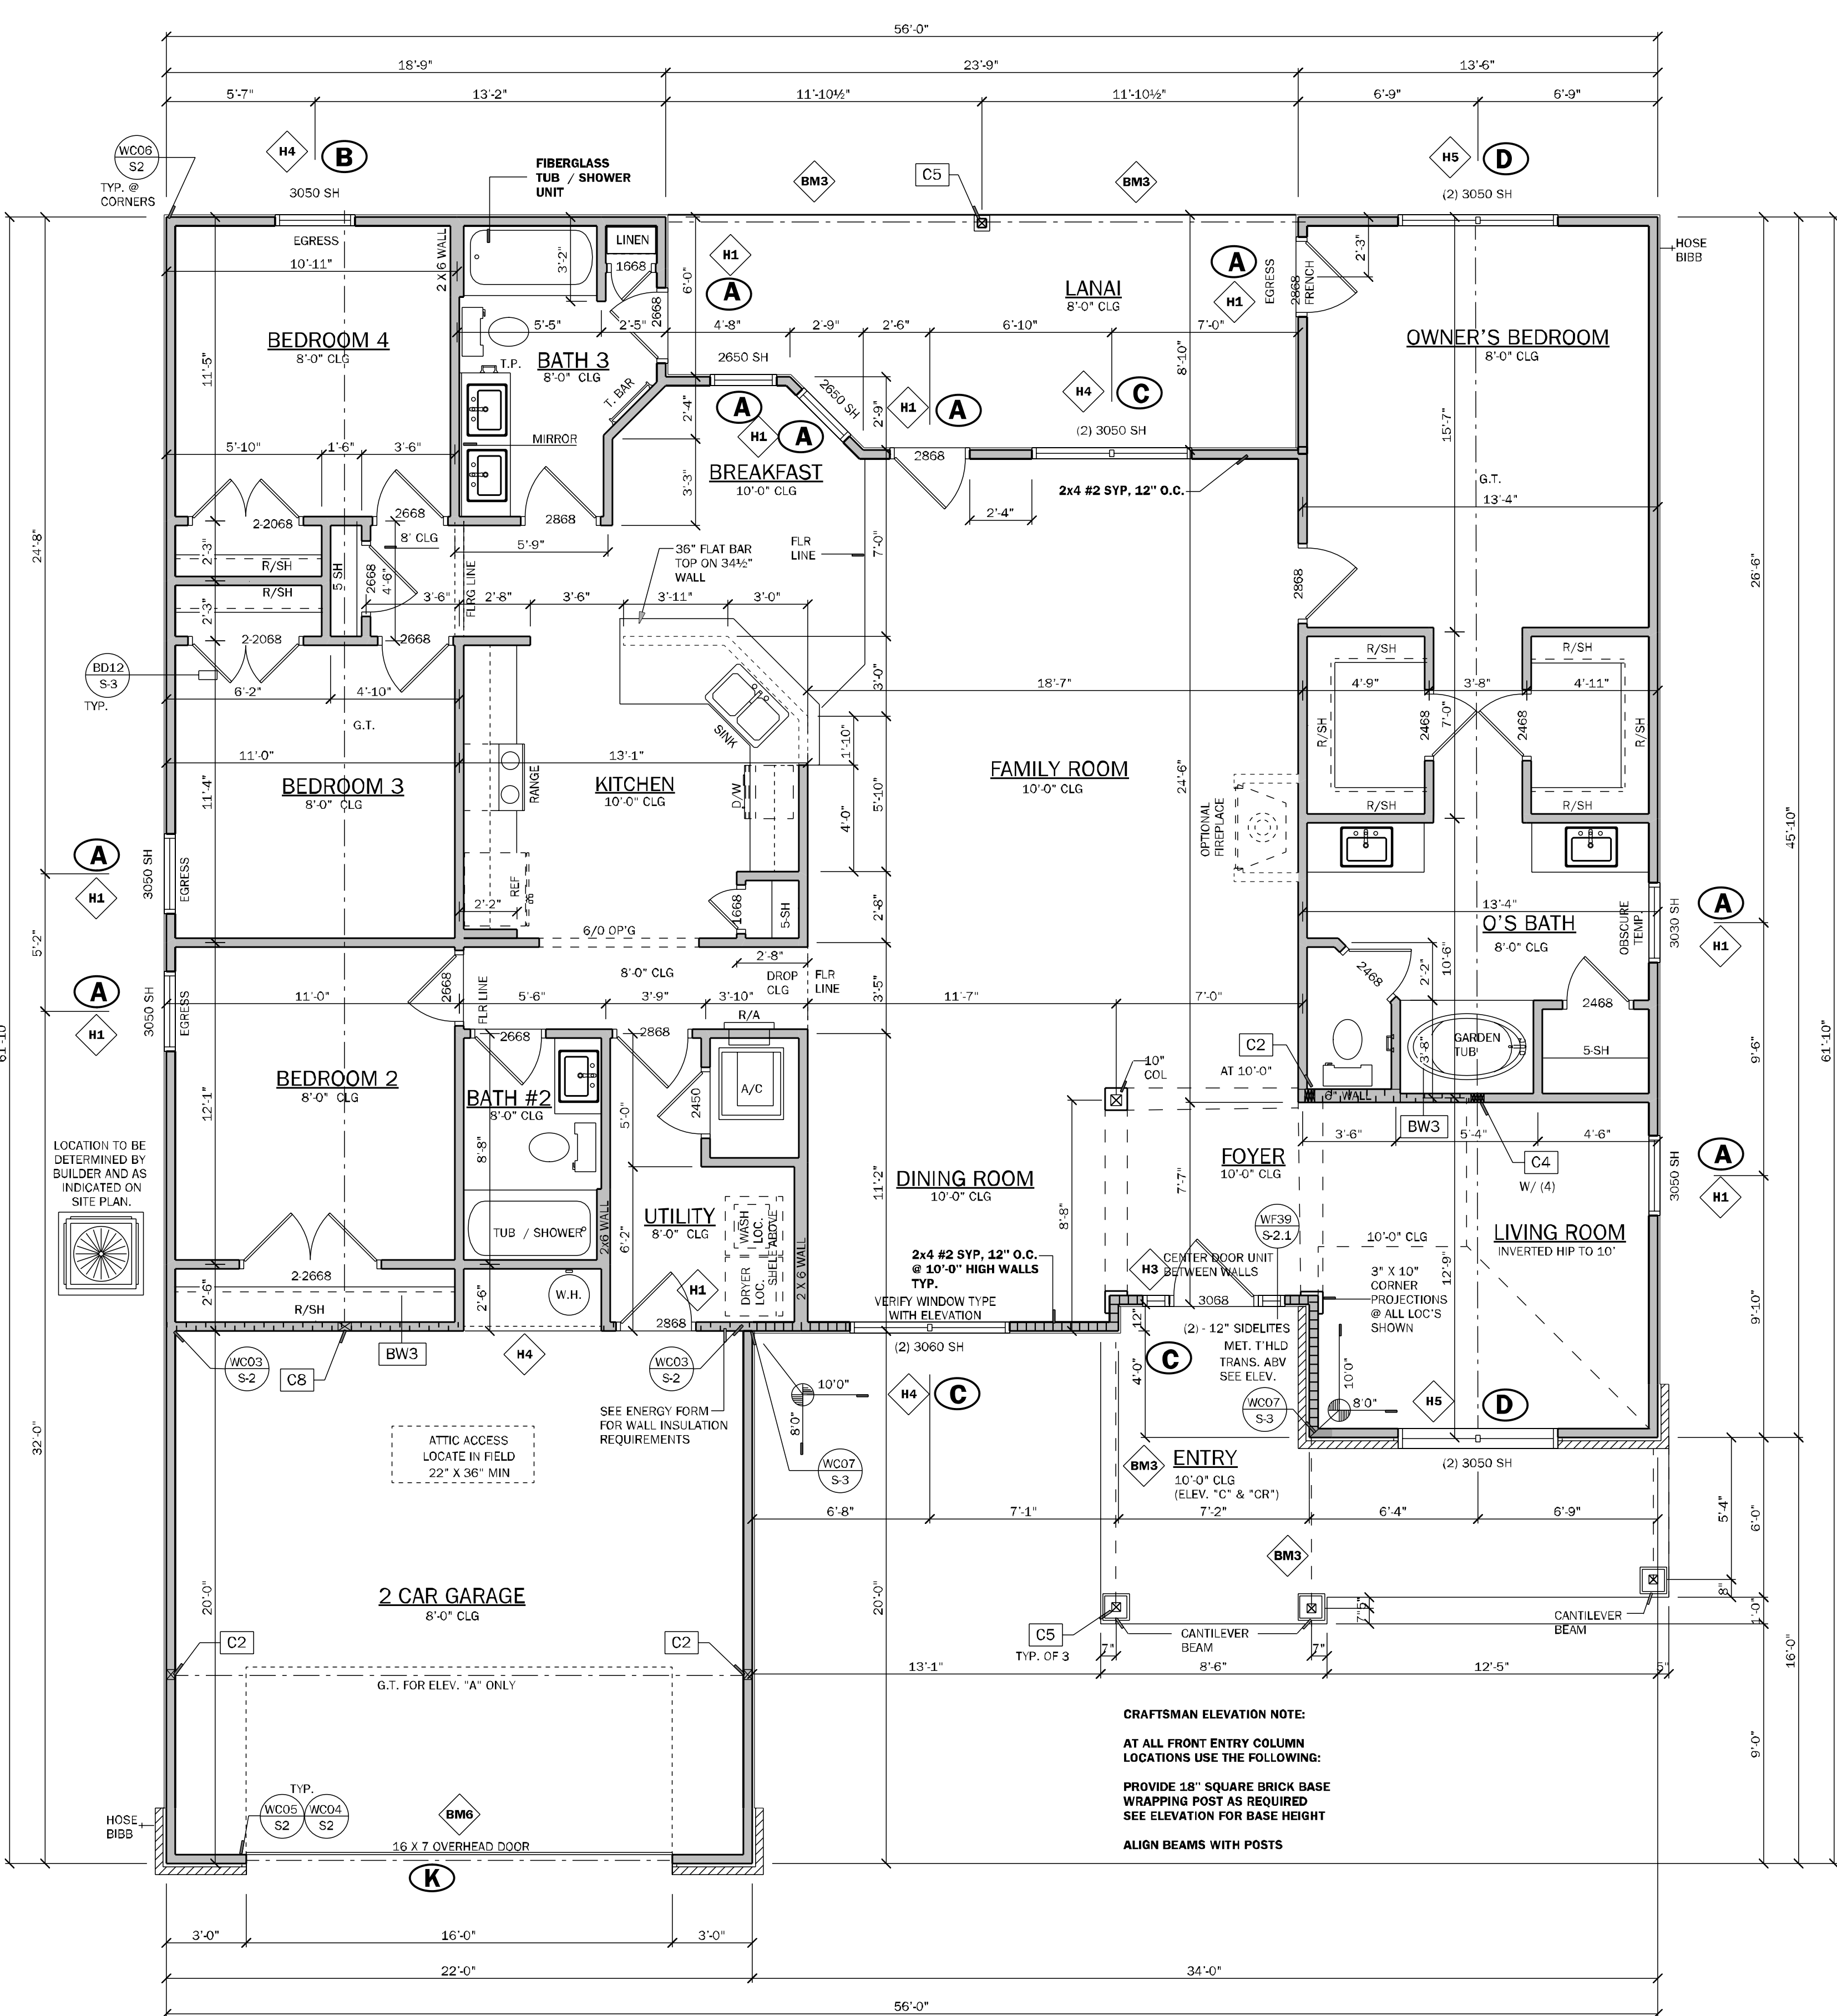 56'-0"
18'-9"
23'-9"
13'-6"
5'-7"
13'-2"
11'-10½"
11'-10½"
6'-9"
6'-9"
WC06
S2
TYP. @
CORNERS
H4
B
3050 SH
FIBERGLASS
TUB / SHOWER
UNIT
BM3
C5
BM3
H5
D
(2) 3050 SH
EGRESS
10'-11"
2 X 6 WALL
3'-2"
LINEN
1668
2668
6'-0"
H1
A
LANAI
8'-0" CLG
A
H1
EGRESS
2868
FRENCH
2'-3"
HOSE
BIBB
BEDROOM 4
8'-0" CLG
11'-5"
5'-5"
2'-5"
4'-8"
2'-9"
2'-6"
6'-10"
7'-0"
8'-10"
OWNER'S BEDROOM
8'-0" CLG
T.P.
BATH 3
8'-0" CLG
T. BAR
2650 SH
2650 SH
A
H1
A
H1
A
H4
C
(2) 3050 SH
2'-4"
2'-9"
15'-7"
5'-10"
1'-6"
3'-6"
MIRROR
BREAKFAST
10'-0" CLG
3'-3"
2868
2x4 #2 SYP, 12" O.C.
2'-4"
G.T.
13'-4"
2-2068
2668
8' CLG
2868
5'-9"
36" FLAT BAR
TOP ON 34½"
WALL
FLR
LINE
7'-0"
24'-8"
2'-3"
R/SH
5 SH
2668
4'-6"
FLRG LINE
R/SH
2'-3"
3'-6"
2'-8"
3'-6"
3'-11"
3'-0"
2868
26'-6"
2-2068
2668
BD12
S-3
TYP.
6'-2"
4'-10"
3'-0"
18'-7"
R/SH
R/SH
4'-9"
3'-8"
4'-11"
G.T.
SINK
R/SH
2468
7'-0"
2468
R/SH
11'-0"
13'-1"
1'-10"
11'-4"
BEDROOM 3
8'-0" CLG
RANGE
KITCHEN
10'-0" CLG
D/W
4'-0"
5'-10"
FAMILY ROOM
10'-0" CLG
24'-6"
OPTIONAL
FIREPLACE
R/SH
R/SH
45'-10"
A
H1
3050 SH
EGRESS
REF
2'-2"
1668
5-SH
2'-8"
13'-4"
O'S BATH
8'-0" CLG
OBSCURE
TEMP.
3030 SH
A
H1
5'-2"
6/0 OP'G
2'-8"
8'-0" CLG
DROP
CLG
FLR
LINE
3'-5"
2468
2'-2"
10'-6"
2468
A
H1
3050 SH
EGRESS
11'-0"
2668
FLR LINE
5'-6"
3'-9"
3'-10"
11'-7"
7'-0"
R/A
2668
2868
61'-10"
61'-10"
BEDROOM 2
8'-0" CLG
12'-1"
BATH #2
8'-0" CLG
8'-8"
5'-0"
2450
A/C
10"
COL
C2
AT 10'-0"
GARDEN
TUB
3'-8"
5-SH
9'-6"
6" WALL
BW3
LOCATION TO BE
DETERMINED BY
BUILDER AND AS
INDICATED ON
SITE PLAN.
3'-6"
5'-4"
4'-6"
C4
W/ (4)
3050 SH
A
H1
FOYER
10'-0" CLG
7'-7"
DINING ROOM
10'-0" CLG
11'-2"
8'-8"
TUB / SHOWER
2x6 WALL
6'-2"
UTILITY
8'-0" CLG
WASH
LOC.
DRYER
LOC.
SHELF ABOVE
2 X 6 WALL
WF39
S-2.1
10'-0" CLG
LIVING ROOM
INVERTED HIP TO 10'
2x4 #2 SYP, 12" O.C.
@ 10'-0" HIGH WALLS
TYP.
H3
CENTER DOOR UNIT
BETWEEN WALLS
3068
3" X 10"
CORNER
PROJECTIONS
@ ALL LOC'S
SHOWN
12'-9"
9'-10"
2-2668
R/SH
2'-6"
2'-6"
W.H.
H1
2868
VERIFY WINDOW TYPE
WITH ELEVATION
(2) 3060 SH
12"
(2) - 12" SIDELITES
MET. T'HLD
TRANS. ABV
SEE ELEV.
C
4'-0"
WC03
S-2
C8
BW3
H4
WC03
S-2
10'0"
8'0"
H4
C
WC07
S-3
10'0"
8'0"
H5
D
SEE ENERGY FORM
FOR WALL INSULATION
REQUIREMENTS
ATTIC ACCESS
LOCATE IN FIELD
22" X 36" MIN
WC07
S-3
BM3
ENTRY
10'-0" CLG
(ELEV. "C" & "CR")
(2) 3050 SH
32'-0"
6'-8"
7'-1"
7'-2"
6'-4"
6'-9"
5'-4"
6'-0"
BM3
2 CAR GARAGE
8'-0" CLG
20'-0"
20'-0"
8"
1'-0"
7"
5"
C2
C2
C5
TYP. OF 3
CANTILEVER
BEAM
CANTILEVER
BEAM
7"
7"
16'-0"
13'-1"
8'-6"
12'-5"
5"
G.T. FOR ELEV. "A" ONLY
CRAFTSMAN ELEVATION NOTE:
AT ALL FRONT ENTRY COLUMN
LOCATIONS USE THE FOLLOWING:
PROVIDE 18" SQUARE BRICK BASE
WRAPPING POST AS REQUIRED
SEE ELEVATION FOR BASE HEIGHT
ALIGN BEAMS WITH POSTS
9'-0"
TYP.
WC05
S2
WC04
S2
BM6
HOSE
BIBB
16 X 7 OVERHEAD DOOR
K
3'-0"
16'-0"
3'-0"
22'-0"
34'-0"
56'-0"